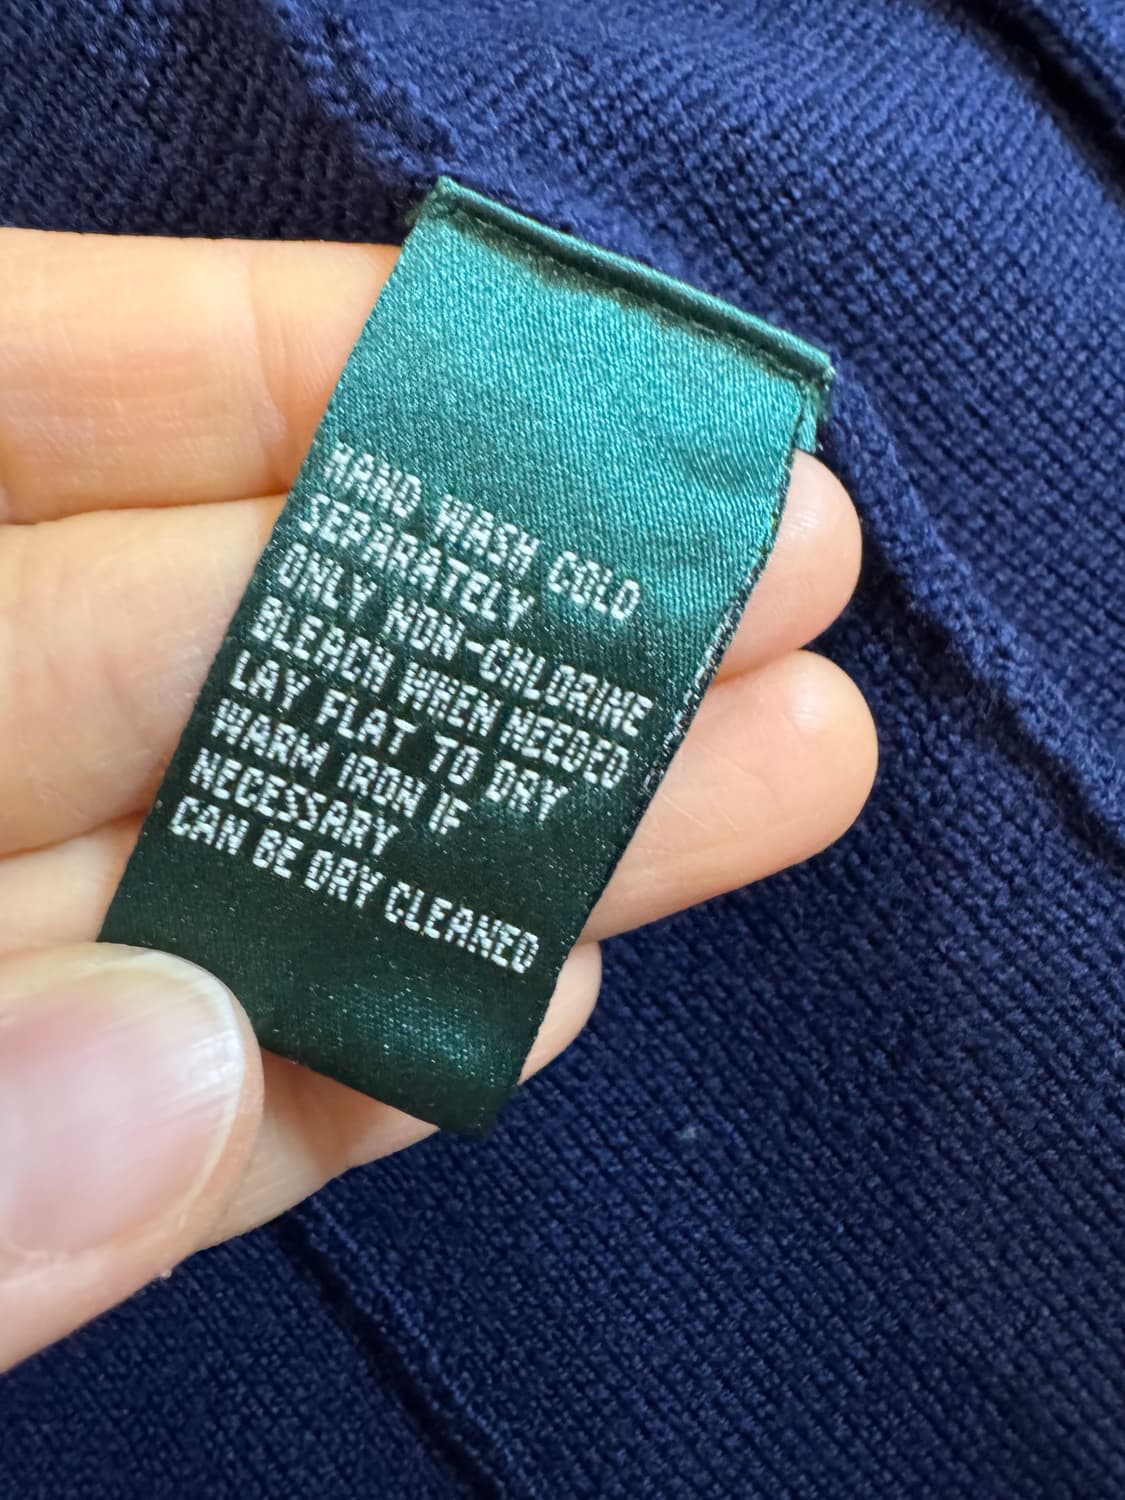 HAND WASH COLD
SEPARATELY
ONLY NON-CHLORINE
BLEACH WHEN NEEDED
LAY FLAT TO DRY
WARM IRON IF
NECESSARY
CAN BE DRY CLEANED